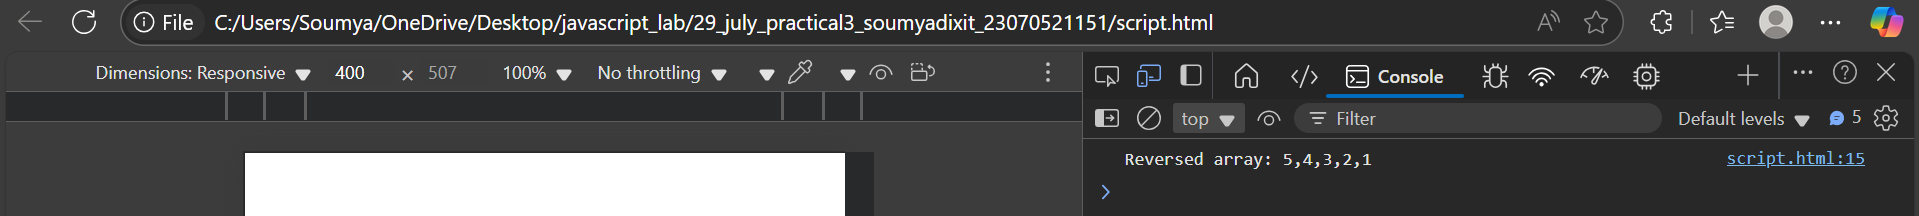 File C:/Users/Soumya/OneDrive/Desktop/javascript_lab/29_july_practical3_soumyadixit_23070521151/script.html
Dimensions: Responsive 400 × 507 100% No throttling
Console
top Filter Default levels 5
Reversed array: 5,4,3,2,1 script.html:15